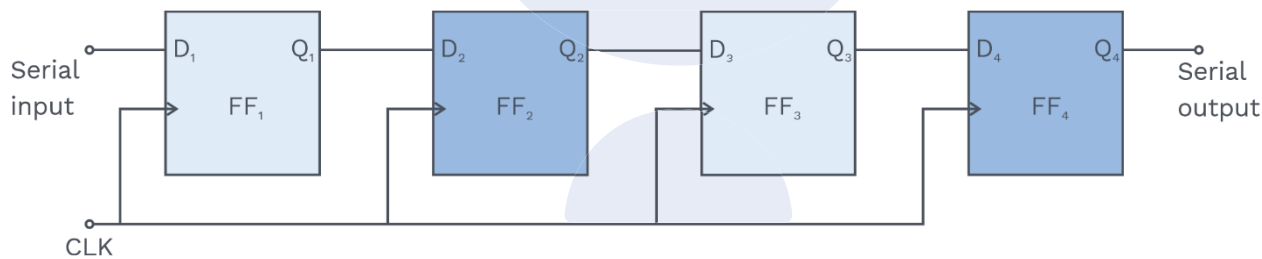 D₁ Q₁ D₂ Q₂ D₃ Q₃ D₄ Q₄
Serial
input
Serial
output
FF₁ FF₂ FF₃ FF₄
CLK